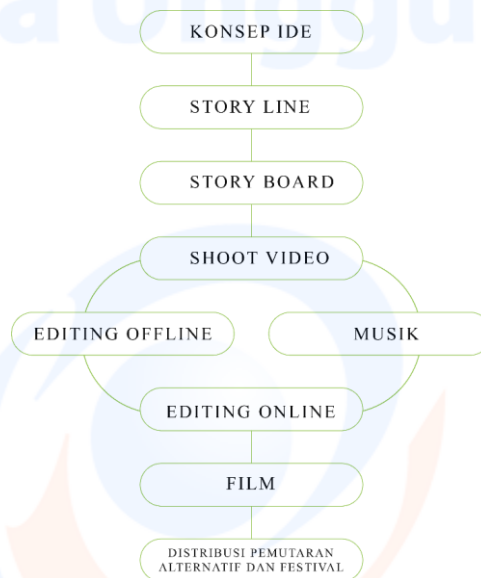 KONSEP IDE
STORY LINE
STORY BOARD
SHOOT VIDEO
EDITING OFFLINE
MUSIK
EDITING ONLINE
FILM
DISTRIBUSI PEMUTARAN
ALTERNATIF DAN FESTIVAL